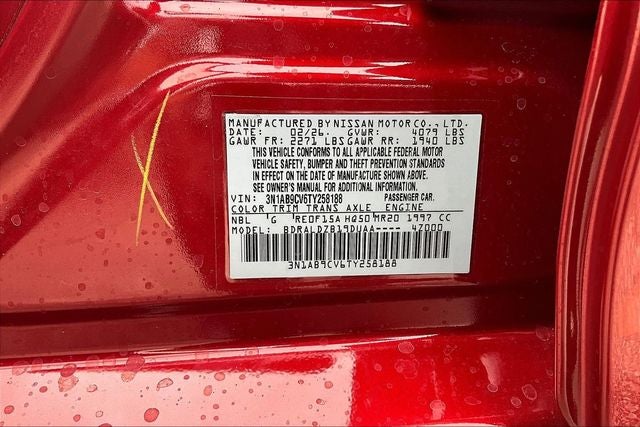 MANUFACTURED BY NISSAN MOTOR CO., LTD.
DATE: 02/26. GVWR: 4079 LBS
GAWR FR: 2271 LBS GAWR RR: 1940 LBS
THIS VEHICLE CONFORMS TO ALL APPLICABLE FEDERAL MOTOR
VEHICLE SAFETY, BUMPER AND THEFT PREVENTION STANDARDS
IN EFFECT ON THE DATE OF MANUFACTURE SHOWN ABOVE.
SEE OWNER'S MANUAL FOR ADDITIONAL INFORMATION.
VIN: 3N1AB9CV6TY258188 PASSENGER CAR.
COLOR TRIM TRANS AXLE ENGINE
NBL G RE0F15A HQ50 MR20 1997 CC
MODEL: BDRALDZB19DUAA---- 4Z000
3N1AB9CV6TY258188